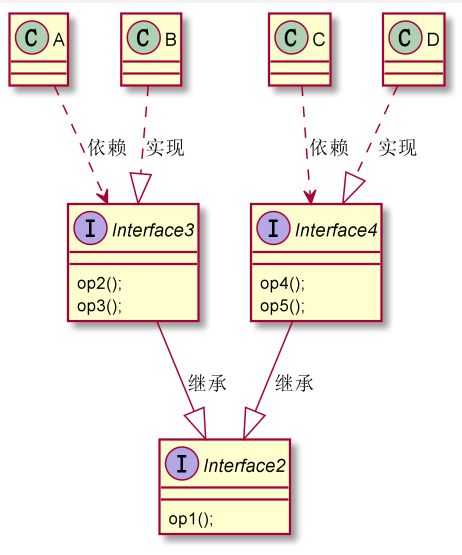 C A
C B
C C
C D
依赖
实现
依赖
实现
I Interface3
op2();
op3();
I Interface4
op4();
op5();
继承
继承
I Interface2
op1();